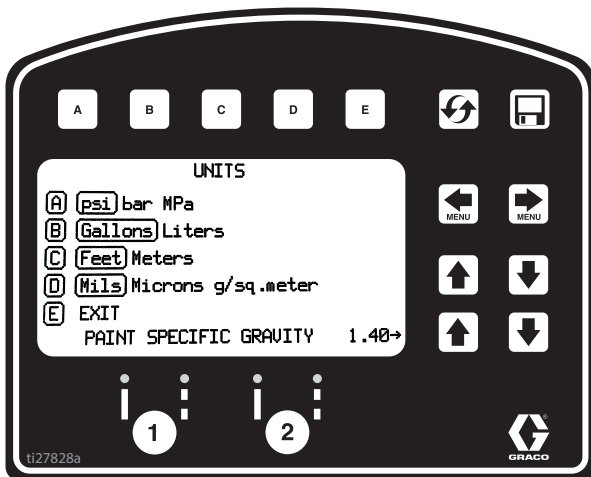 A B C D E
UNITS
A psi bar MPa
B Gallons Liters
C Feet Meters
D Mils Microns g/sq.meter
E EXIT
PAINT SPECIFIC GRAVITY 1.40→
MENU MENU
1 2
ti27828a
GRACO